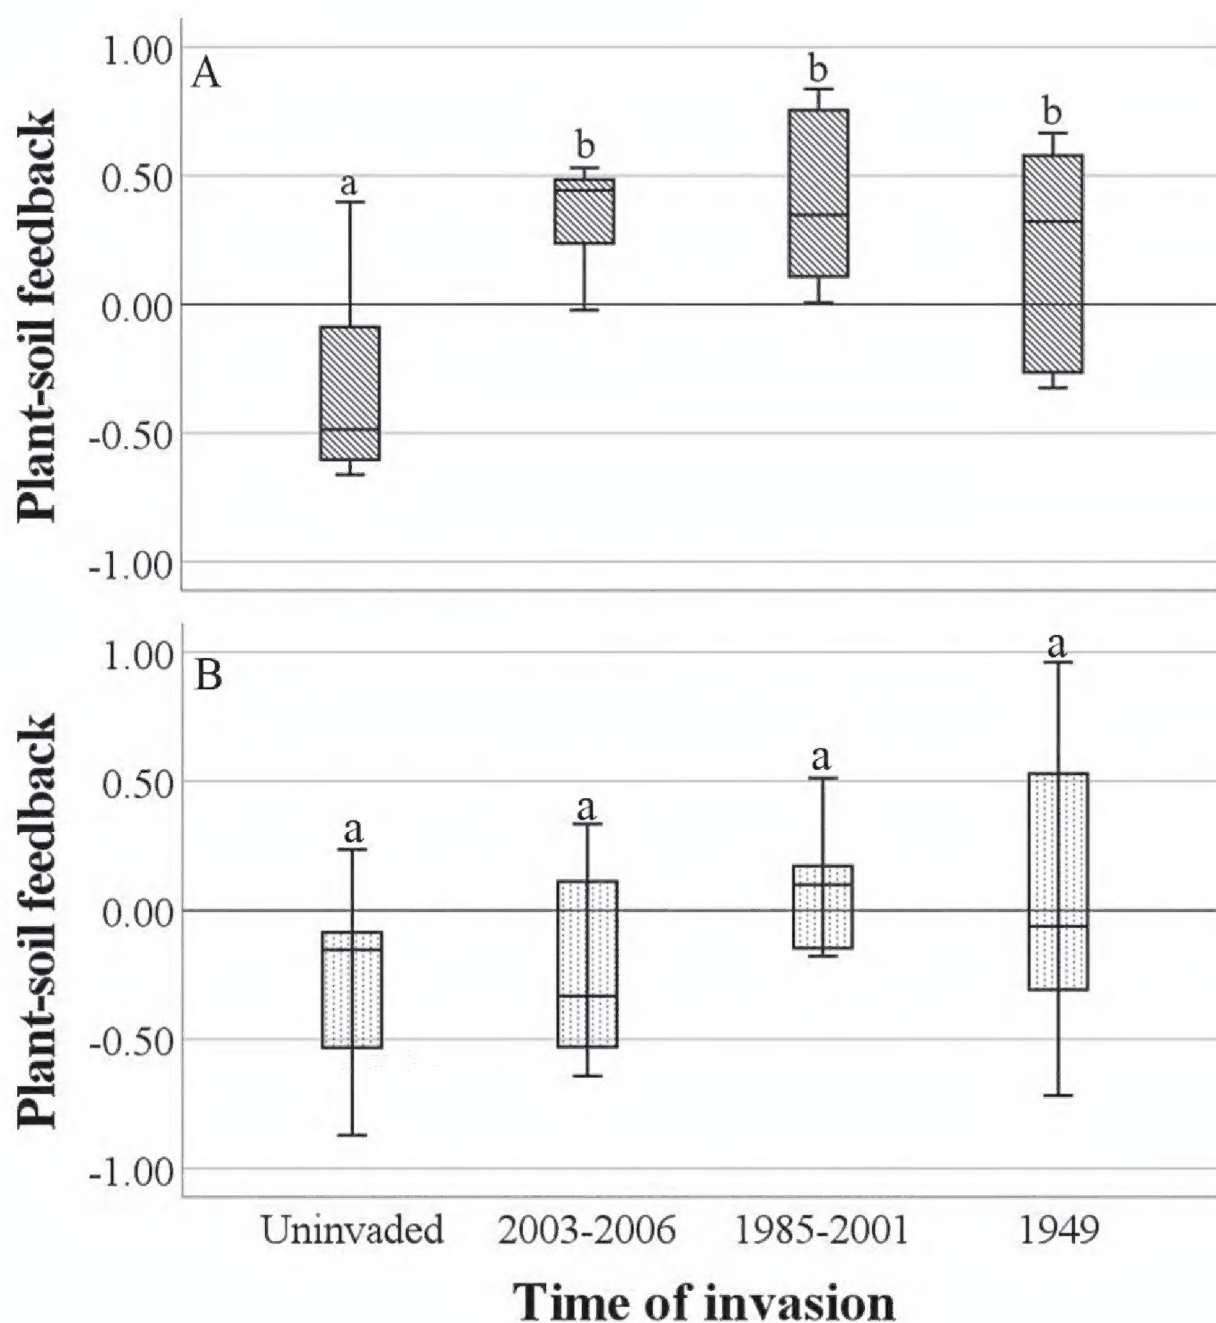 A
Plant-soil feedback
1.00
0.50
0.00
-0.50
-1.00
a
b
b
b
B
Plant-soil feedback
1.00
0.50
0.00
-0.50
-1.00
a
a
a
a
Uninvaded 2003-2006 1985-2001 1949
Time of invasion